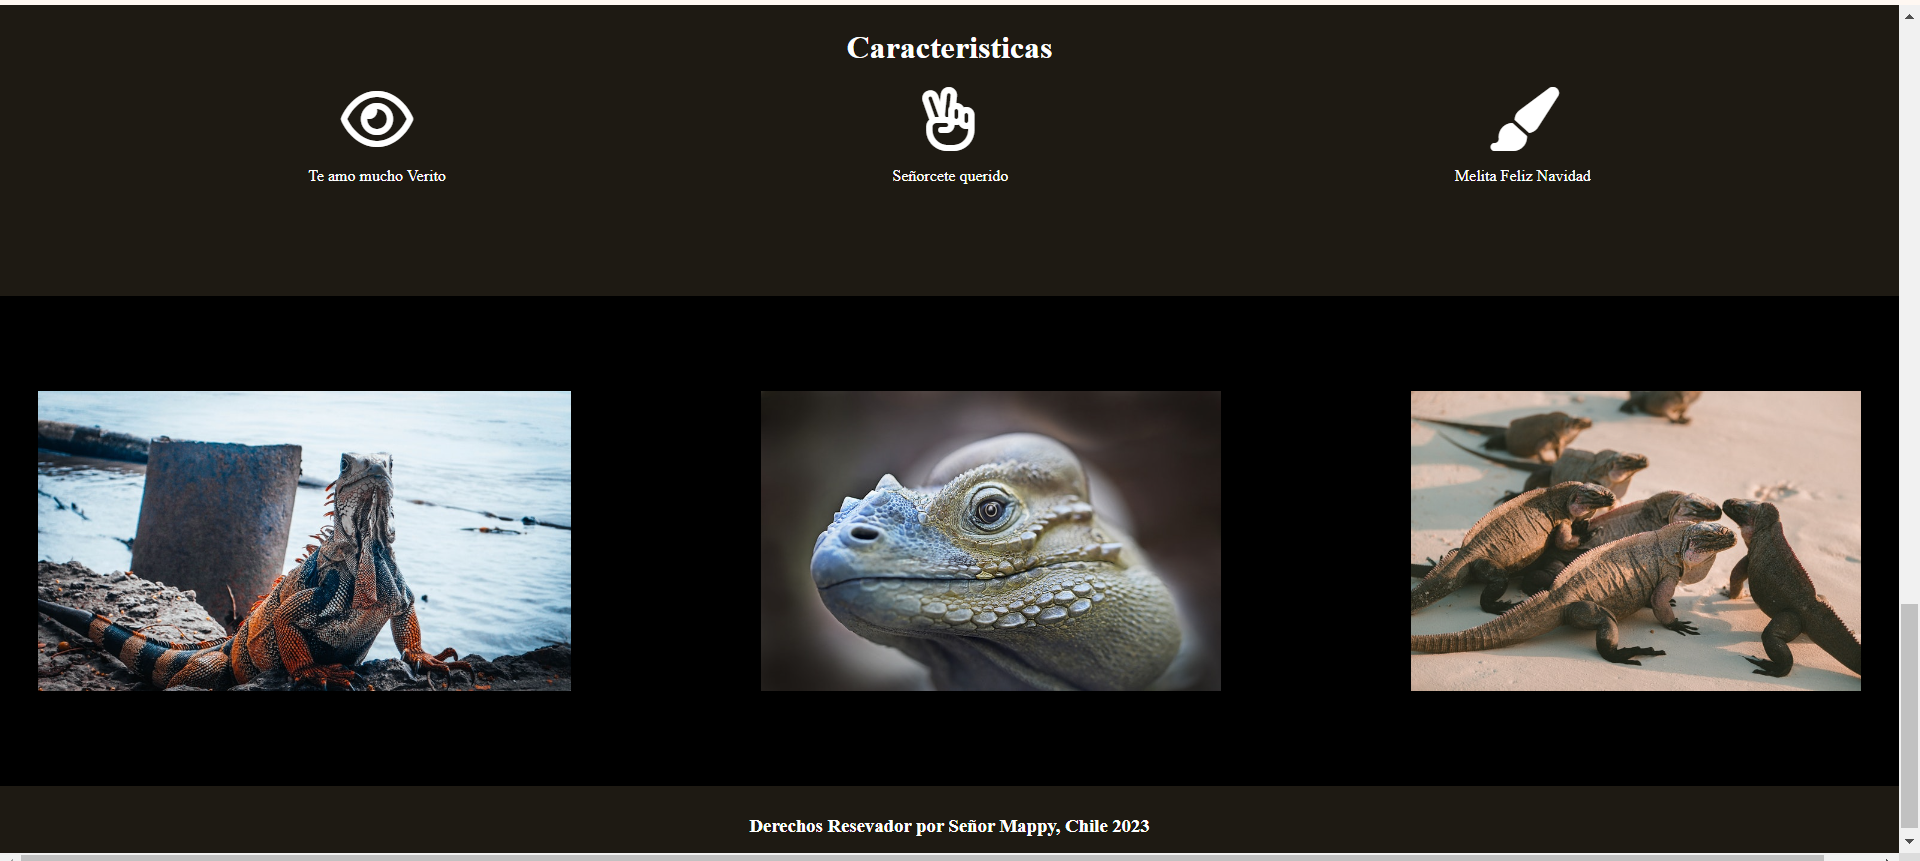 Caracteristicas
Te amo mucho Verito
Señorcete querido
Melita Feliz Navidad
Derechos Resevador por Señor Mappy, Chile 2023